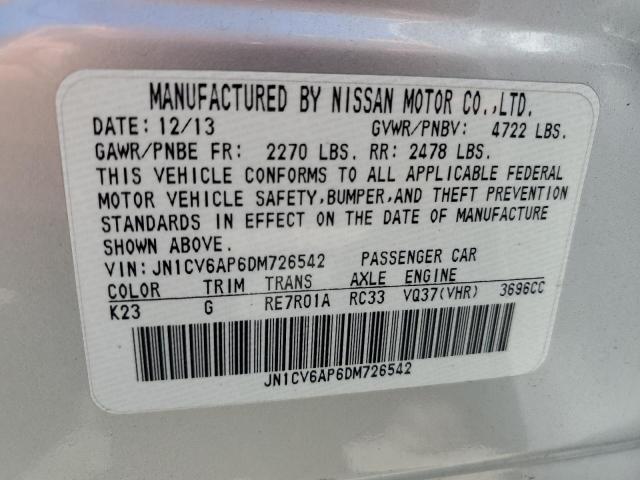 MANUFACTURED BY NISSAN MOTOR CO.,LTD.
DATE: 12/13 GVWR/PNBV: 4722 LBS.
GAWR/PNBE FR: 2270 LBS. RR: 2478 LBS.
THIS VEHICLE CONFORMS TO ALL APPLICABLE FEDERAL
MOTOR VEHICLE SAFETY,BUMPER,AND THEFT PREVENTION
STANDARDS IN EFFECT ON THE DATE OF MANUFACTURE
SHOWN ABOVE.
VIN: JN1CV6AP6DM726542 PASSENGER CAR
COLOR TRIM TRANS AXLE ENGINE
K23 G RE7R01A RC33 VQ37(VHR) 3696CC
JN1CV6AP6DM726542